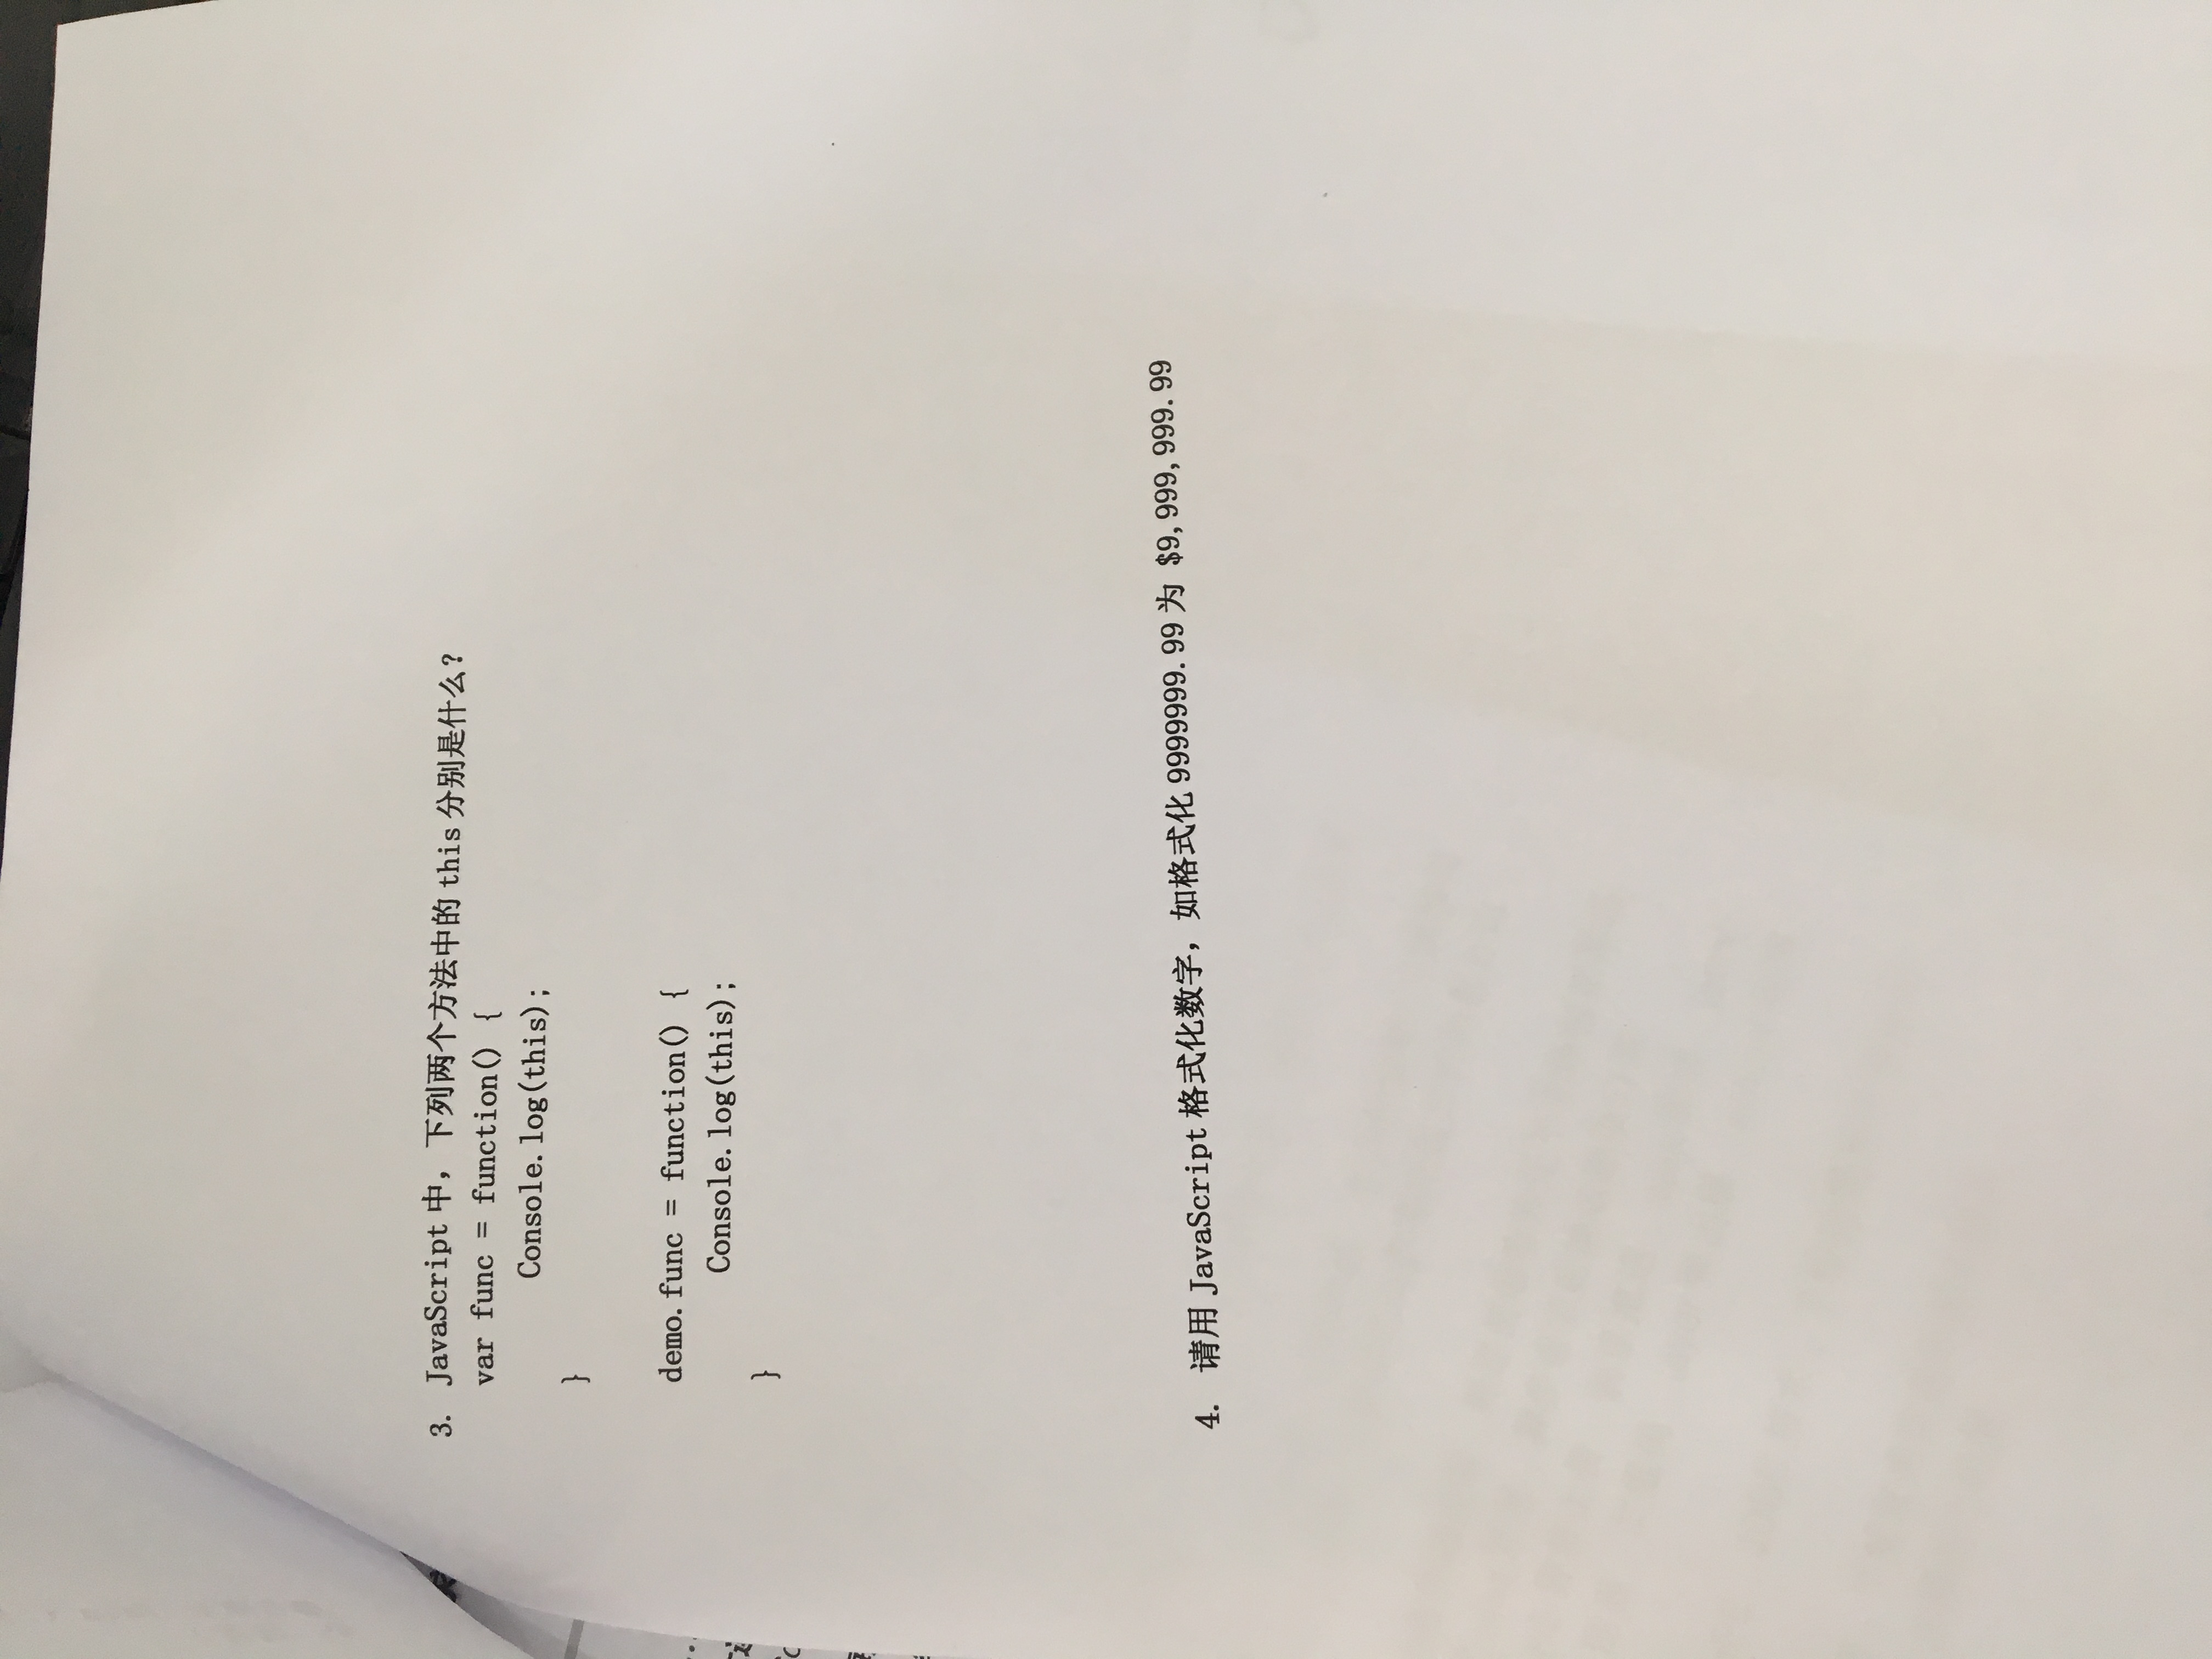 3. JavaScript 中，下列两个方法中的 this 分别是什么？
var func = function() {
Console.log(this);
}
demo.func = function() {
Console.log(this);
}
4. 请用 JavaScript 格式化数字，如格式化 99999999.99 为 $9,999,999.99